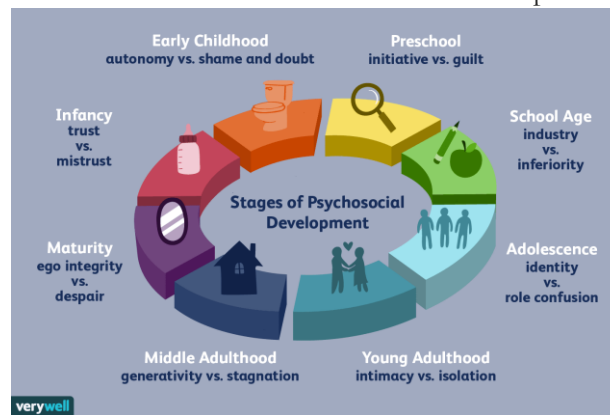 Early Childhood
autonomy vs. shame and doubt
Preschool
initiative vs. guilt
Infancy
trust
vs.
mistrust
School Age
industry
vs.
inferiority
Stages of Psychosocial
Development
Maturity
ego integrity
vs.
despair
Adolescence
identity
vs.
role confusion
Middle Adulthood
generativity vs. stagnation
Young Adulthood
intimacy vs. isolation
verywell